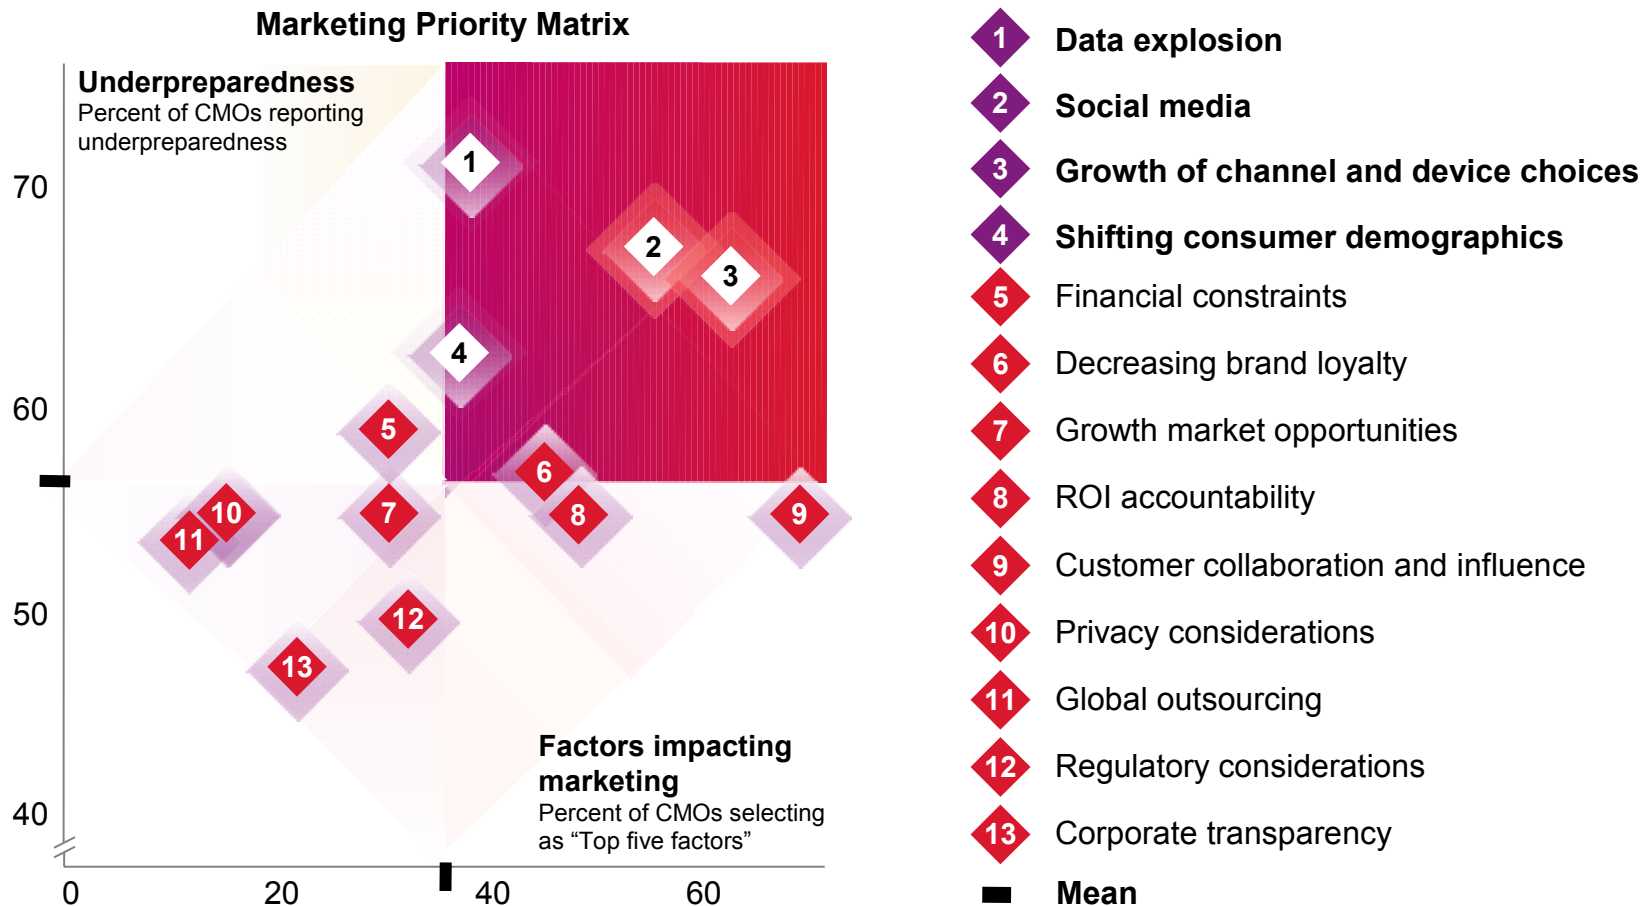 Marketing Priority Matrix
Underpreparedness
Percent of CMOs reporting
underpreparedness
70
60
50
40
0
20
40
60
1
2
3
4
5
6
7
8
9
10
11
12
13
Factors impacting
marketing
Percent of CMOs selecting
as “Top five factors”
1 Data explosion
2 Social media
3 Growth of channel and device choices
4 Shifting consumer demographics
5 Financial constraints
6 Decreasing brand loyalty
7 Growth market opportunities
8 ROI accountability
9 Customer collaboration and influence
10 Privacy considerations
11 Global outsourcing
12 Regulatory considerations
13 Corporate transparency
Mean